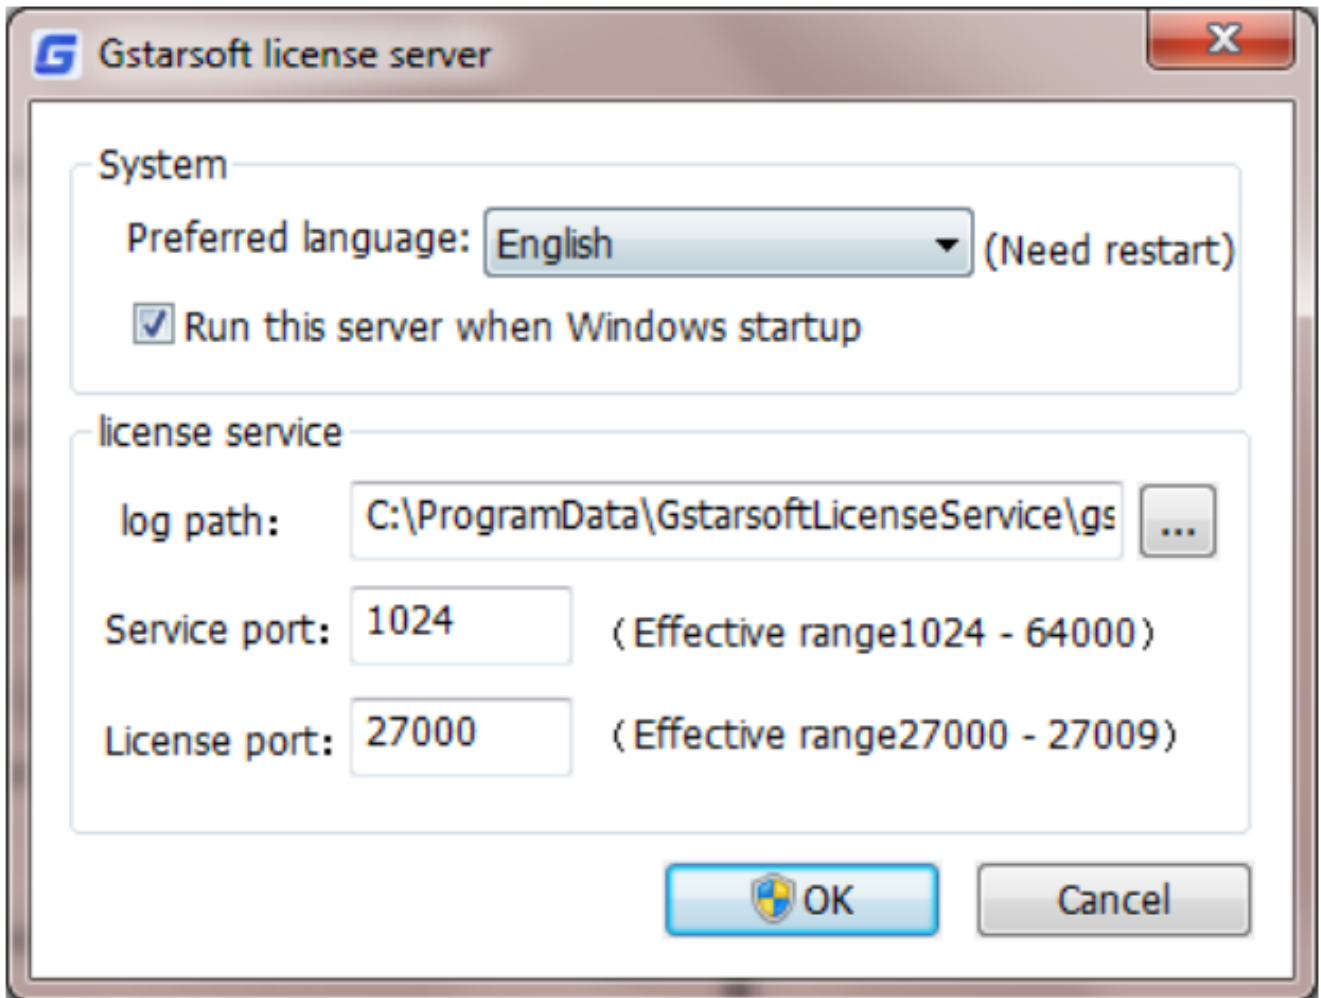 Gstarsoft license server
System
Preferred language: English (Need restart)
Run this server when Windows startup
license service
log path: C:\ProgramData\GstarsoftLicenseService\gs ...
Service port: 1024 (Effective range1024 - 64000)
License port: 27000 (Effective range27000 - 27009)
OK Cancel